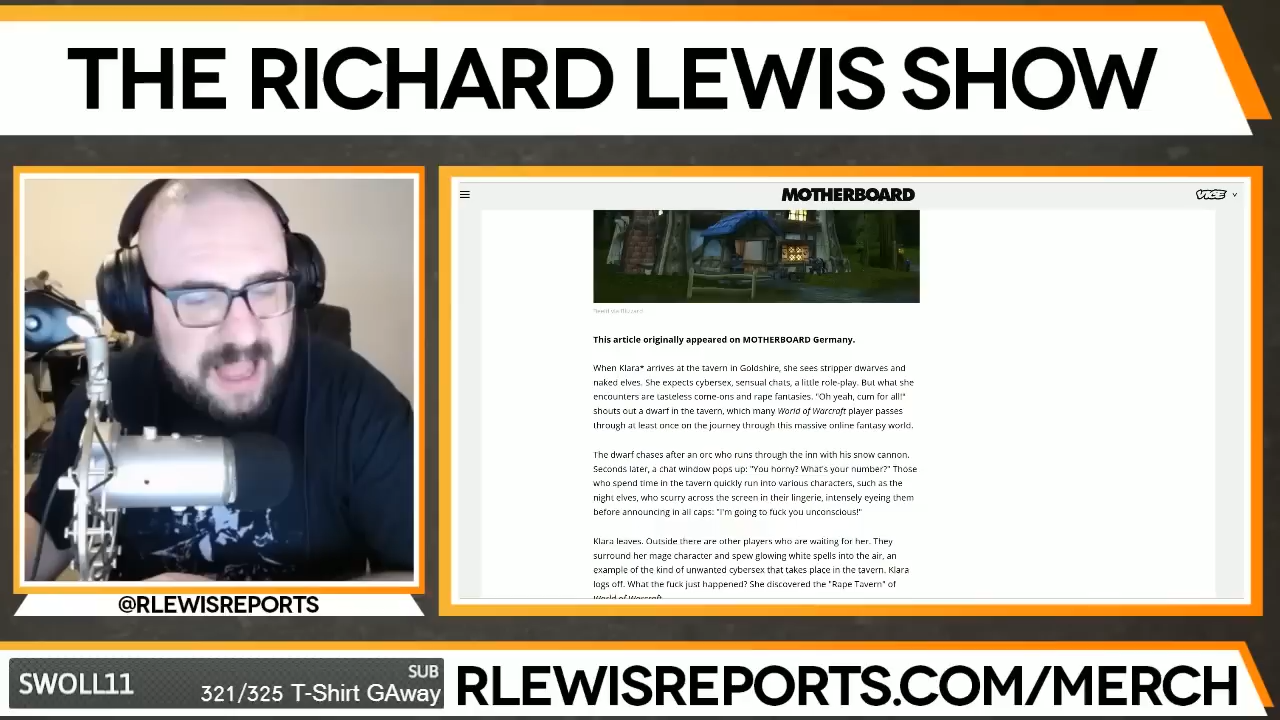 THE RICHARD LEWIS SHOW
MOTHERBOARD
VICE
This article originally appeared on MOTHERBOARD Germany.
When Klara* arrives at the tavern in Goldshire, she sees stripper dwarves and
naked elves. She expects cybersex, sensual chats, a little role-play. But what she
encounters are tasteless come-ons and rape fantasies. "Oh yeah, cum for all!"
shouts out a dwarf in the tavern, which many World of Warcraft player passes
through at least once on the journey through this massive online fantasy world.
The dwarf chases after an orc who runs through the inn with his snow cannon.
Seconds later, a chat window pops up: "You horny? What's your number?" Those
who spend time in the tavern quickly run into various characters, such as the
night elves, who scurry across the screen in their lingerie, intensely eyeing them
before announcing in all caps: "I'm going to fuck you unconscious!"
Klara leaves. Outside there are other players who are waiting for her. They
surround her mage character and spew glowing white spells into the air, an
example of the kind of unwanted cybersex that takes place in the tavern. Klara
logs off. What the fuck just happened? She discovered the "Rape Tavern" of
World of Warcraft
@RLEWISREPORTS
SWOLL11
SUB
321/325 T-Shirt GAway
RLEWISREPORTS.COM/MERCH